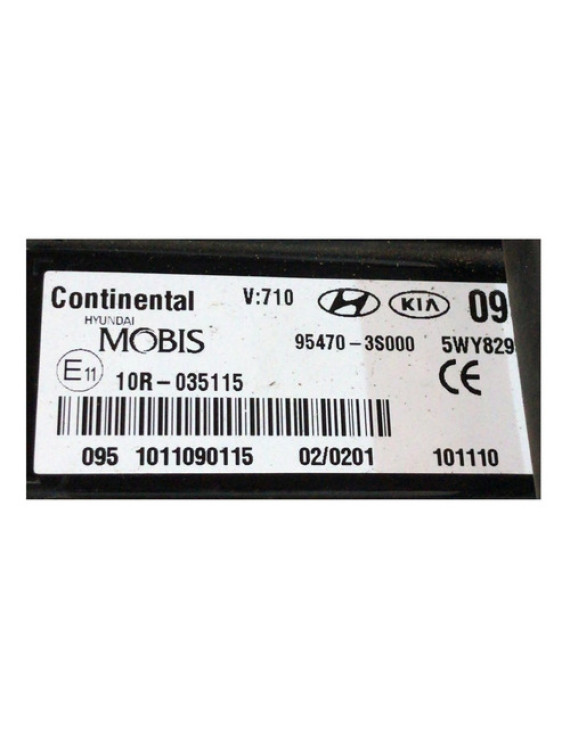 Continental V:710 KIA 09
HYUNDAI
MOBIS 95470-3S000 5WY829
E11 10R-035115 CE
095 1011090115 02/0201 101110